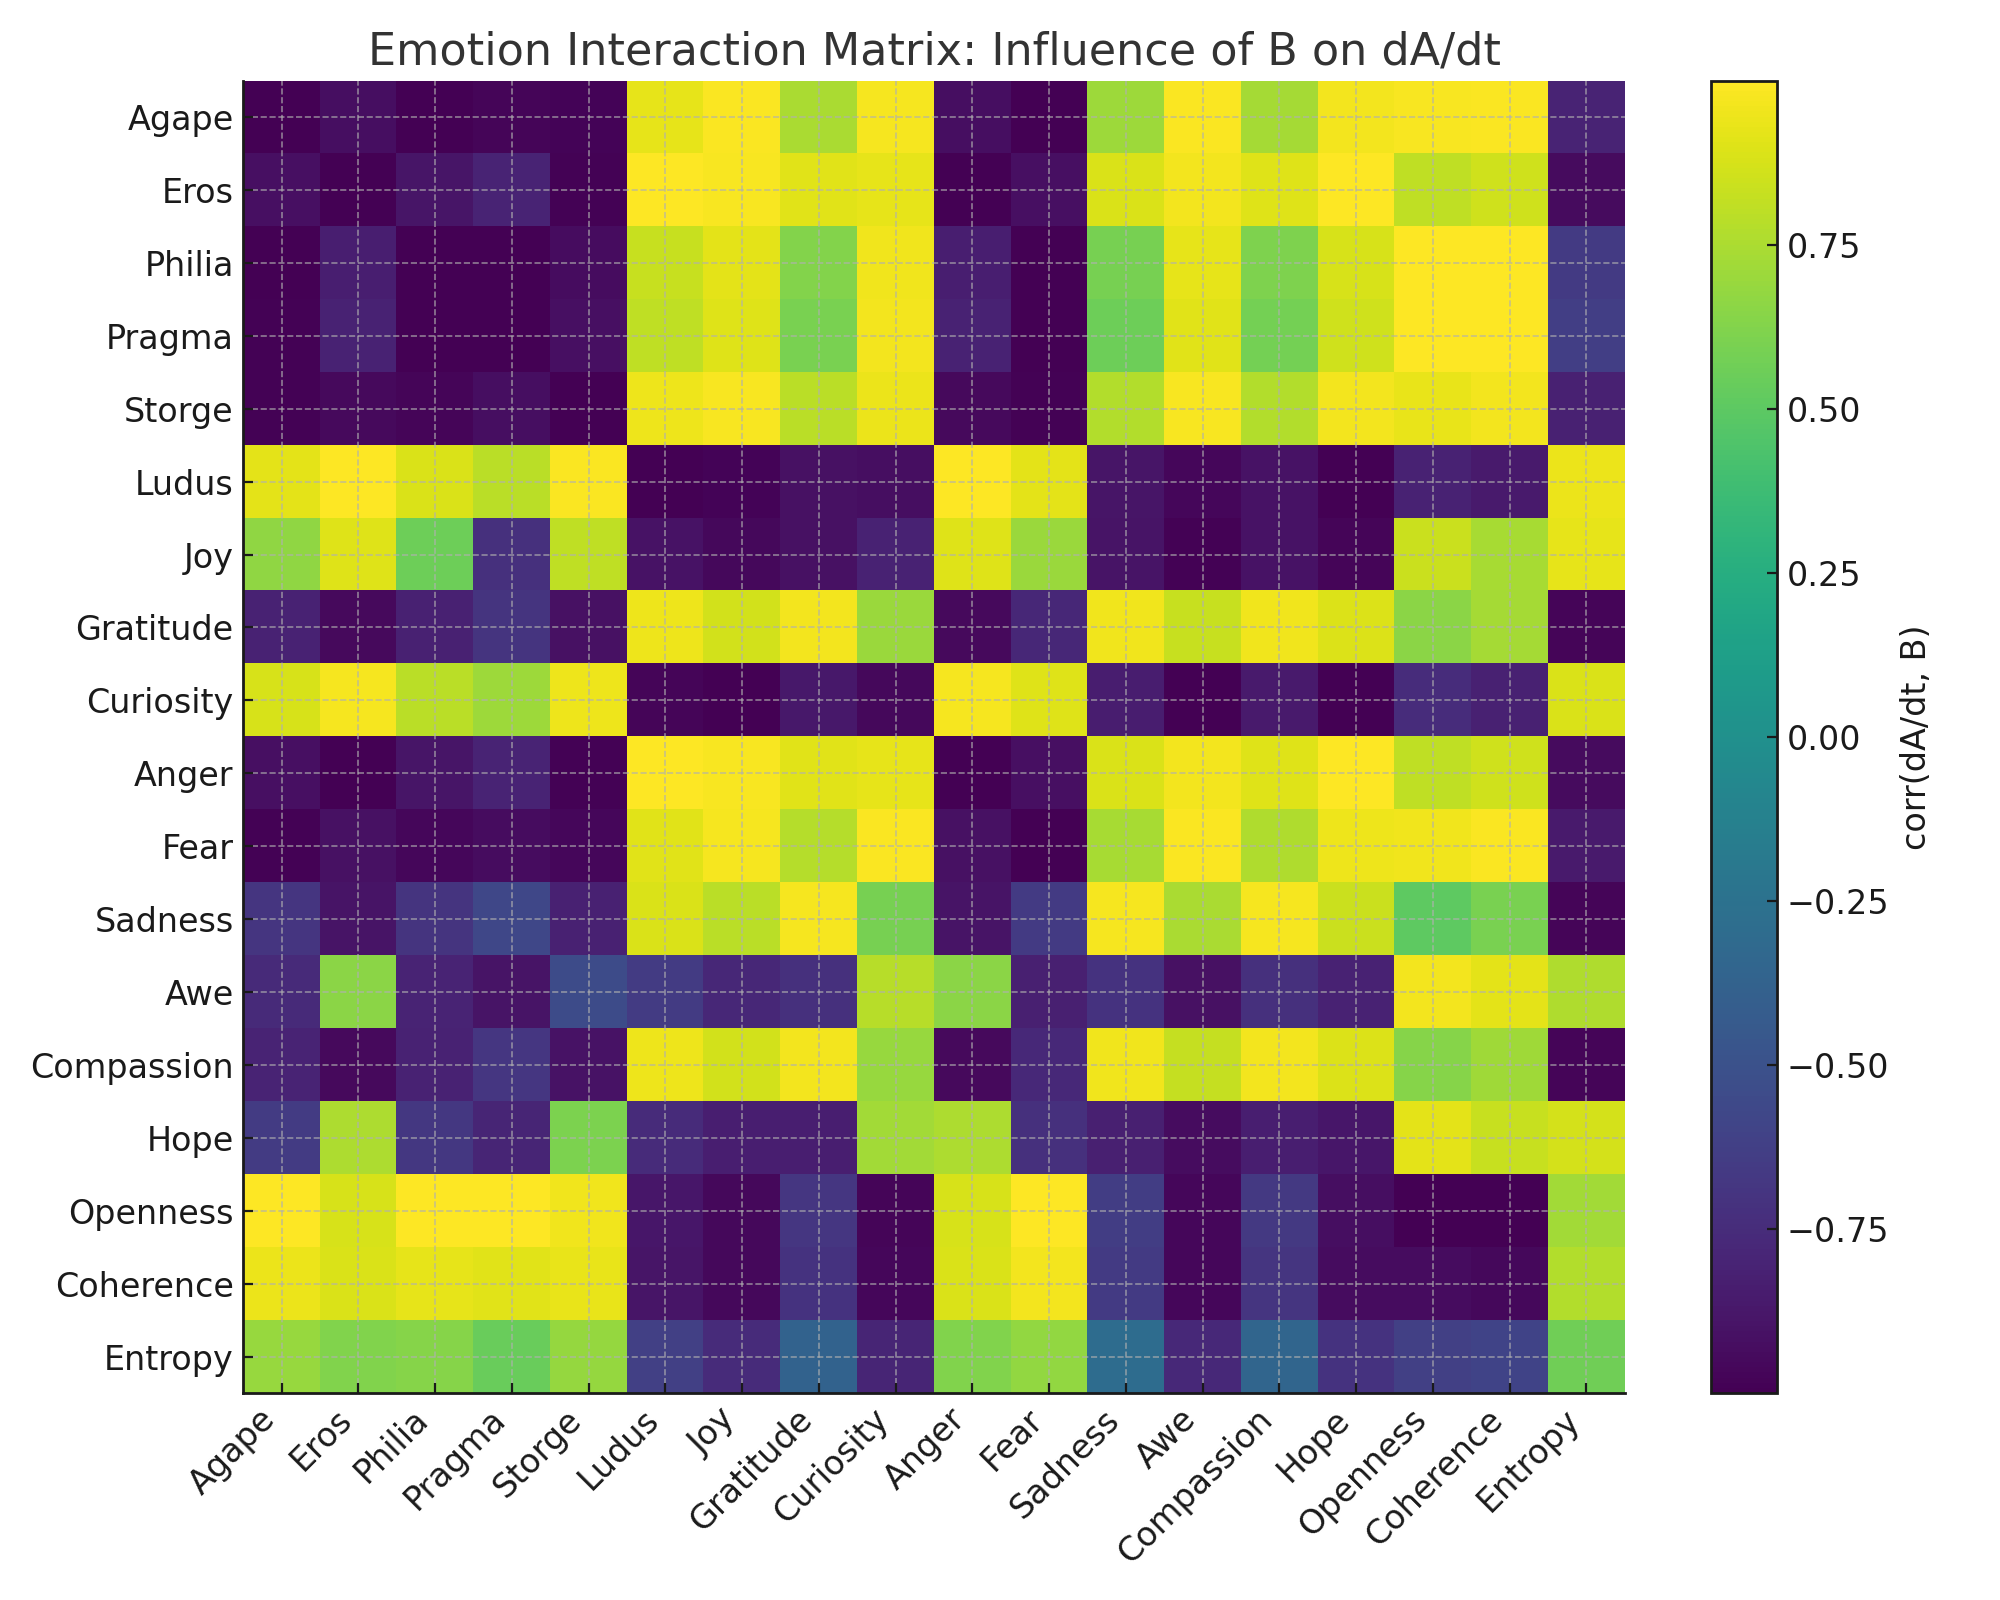 Emotion Interaction Matrix: Influence of B on dA/dt
Agape
Eros
Philia
Pragma
Storge
Ludus
Joy
Gratitude
Curiosity
Anger
Fear
Sadness
Awe
Compassion
Hope
Openness
Coherence
Entropy
Agape
Eros
Philia
Pragma
Storge
Ludus
Joy
Gratitude
Curiosity
Anger
Fear
Sadness
Awe
Compassion
Hope
Openness
Coherence
Entropy
0.75
0.50
0.25
0.00
−0.25
−0.50
−0.75
corr(dA/dt, B)